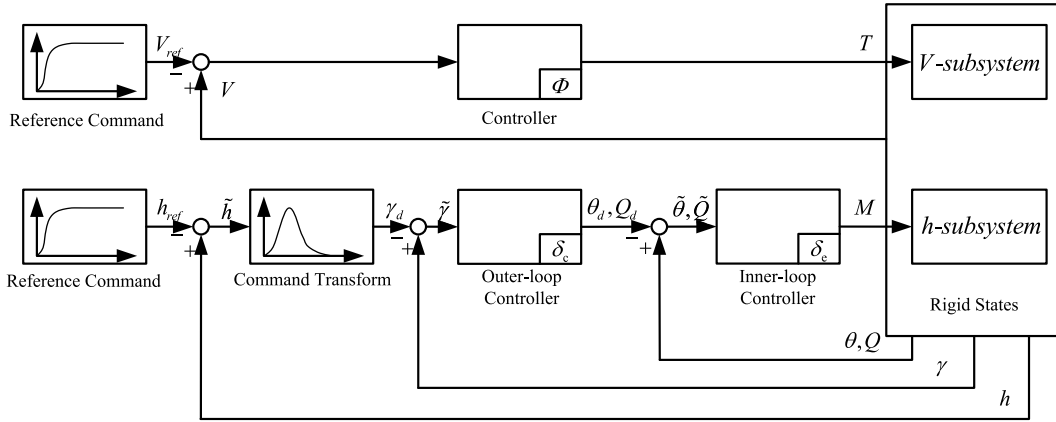 V_ref
−
+
V
Φ
T
V-subsystem
Reference Command
Controller
h_ref
−
+
h̃
γ_d
−
+
γ̃
δ_c
θ_d, Q_d
−
+
θ̃, Q̃
δ_e
M
h-subsystem
Reference Command
Command Transform
Outer-loop
Controller
Inner-loop
Controller
Rigid States
θ, Q
γ
h